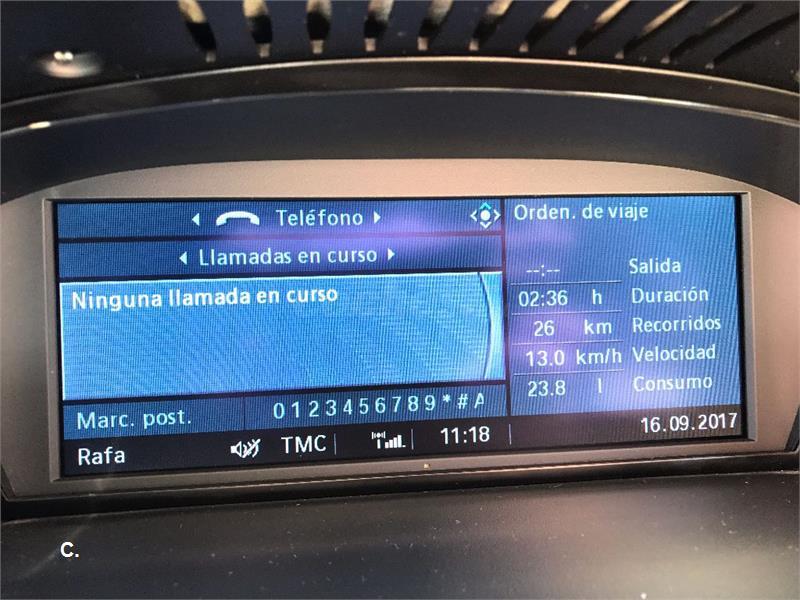 Teléfono
Llamadas en curso
Ninguna llamada en curso
Marc. post. 0123456789*#A
Rafa TMC 11:18
Orden. de viaje
--:-- Salida
02:36 h Duración
26 km Recorridos
13.0 km/h Velocidad
23.8 l Consumo
16.09.2017
C.